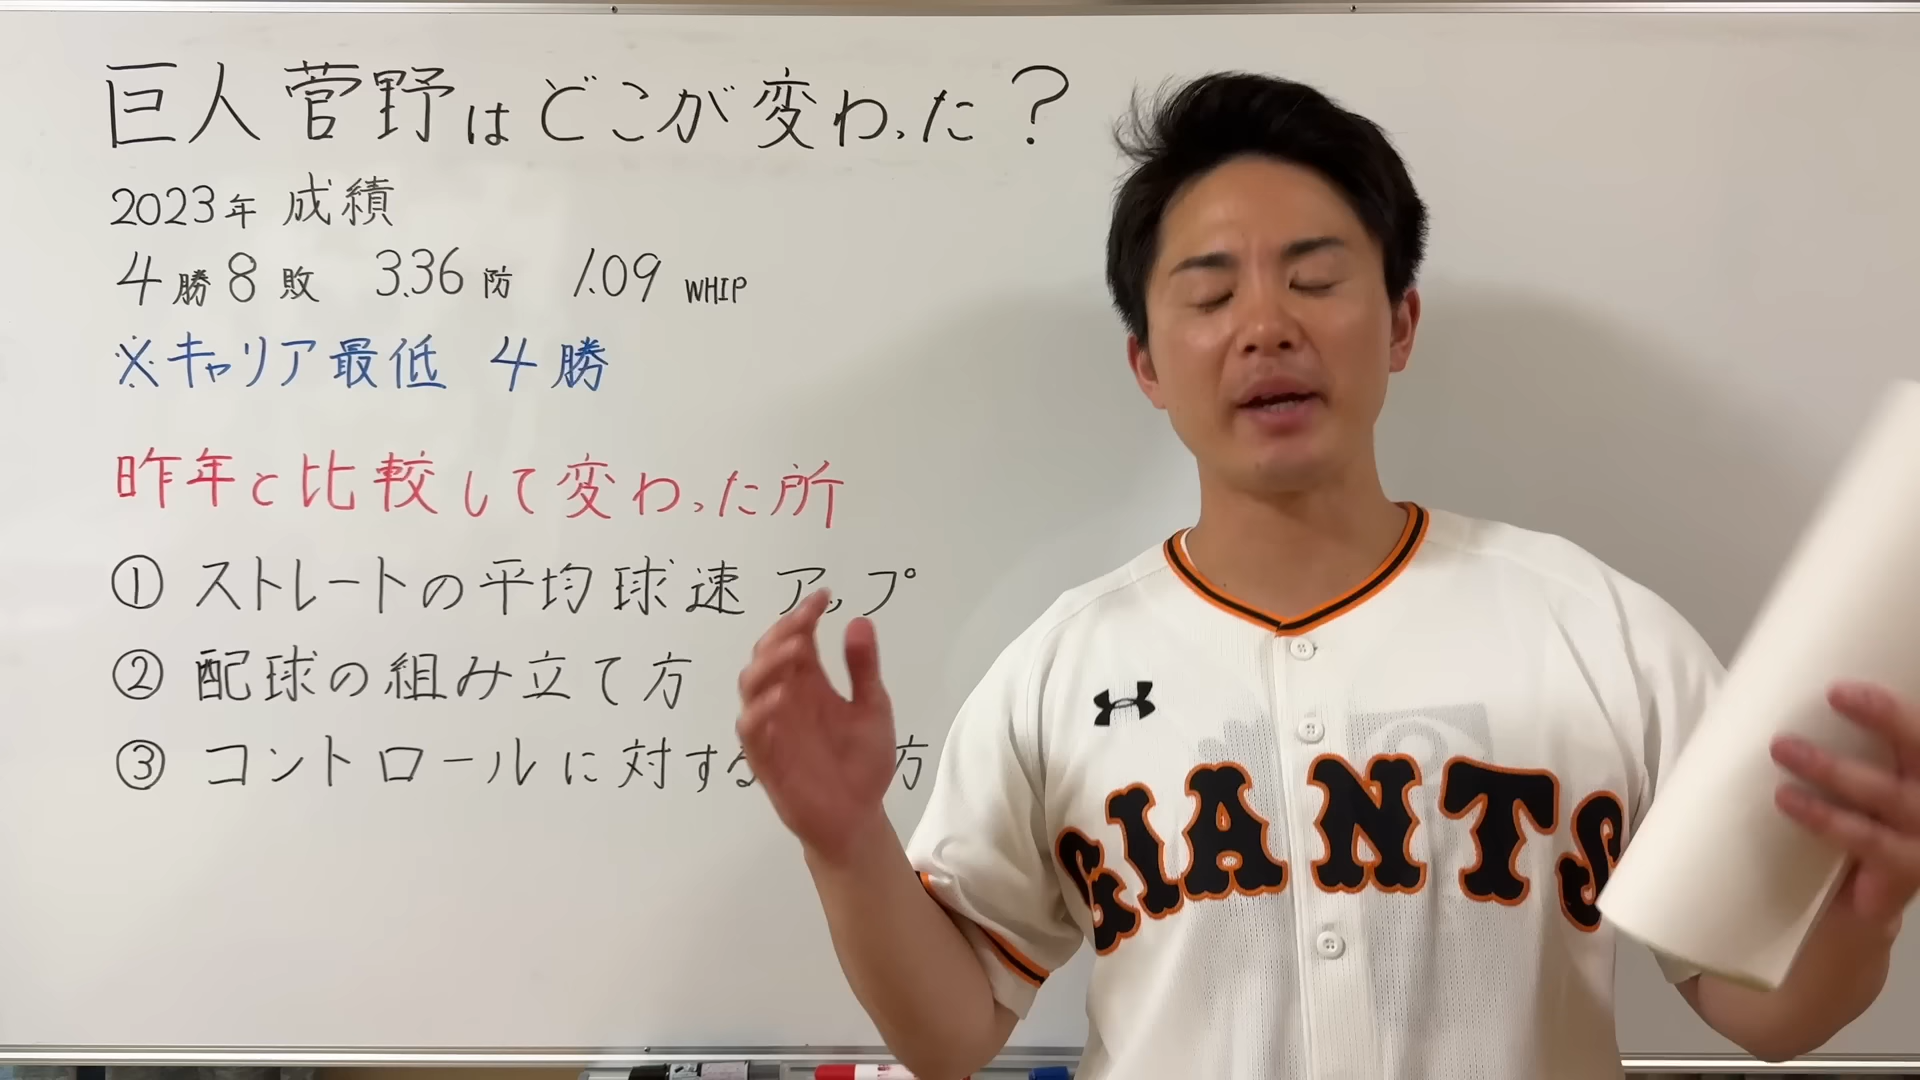 巨人菅野はどこが変わった?
2023年 成績
4勝8敗 3.36防 1.09 WHIP
※キャリア最低 4勝
昨年と比較して変わった所
① ストレートの平均球速アップ
② 配球の組み立て方
③ コントロールに対する 方
GIANTS